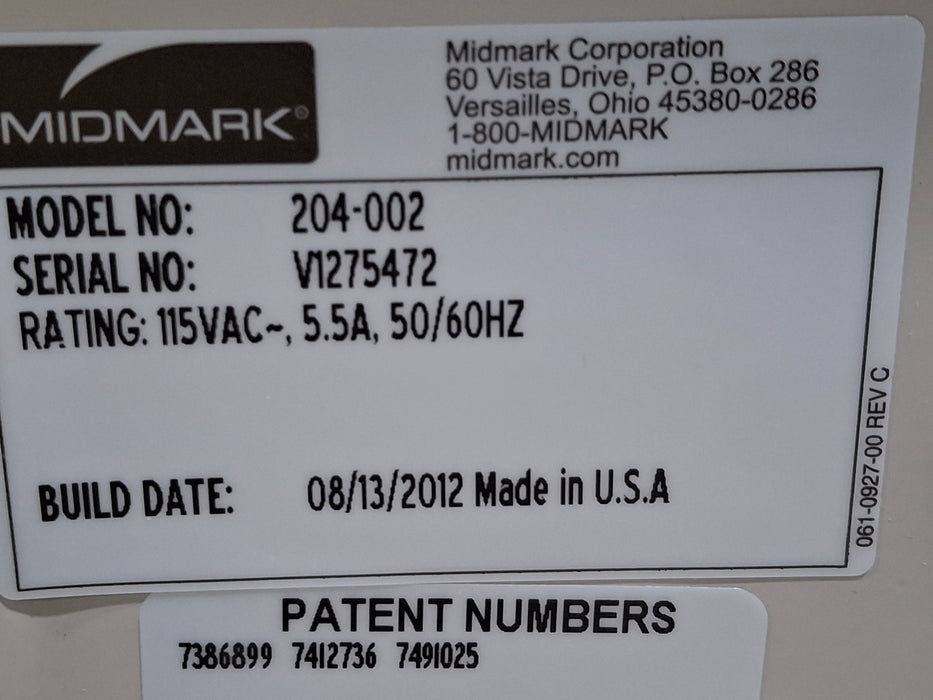 MIDMARK®
Midmark Corporation
60 Vista Drive, P.O. Box 286
Versailles, Ohio 45380-0286
1-800-MIDMARK
midmark.com
MODEL NO: 204-002
SERIAL NO: V1275472
RATING: 115VAC~, 5.5A, 50/60HZ
BUILD DATE: 08/13/2012 Made in U.S.A
061-0927-00 REV C
PATENT NUMBERS
7386899 7412736 7491025